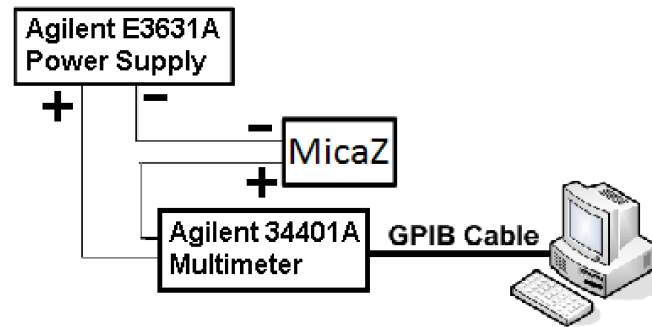 Agilent E3631A
Power Supply
+
−
−
MicaZ
+
Agilent 34401A
Multimeter
GPIB Cable